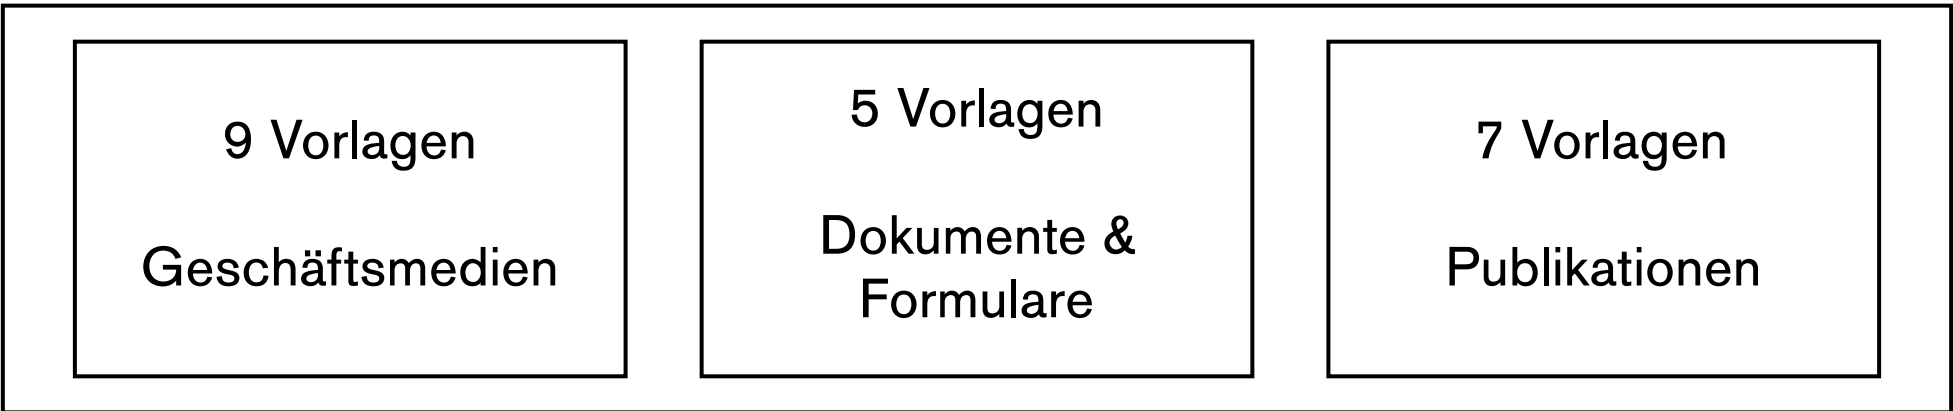 9 Vorlagen
Geschäftsmedien
5 Vorlagen
Dokumente &
Formulare
7 Vorlagen
Publikationen